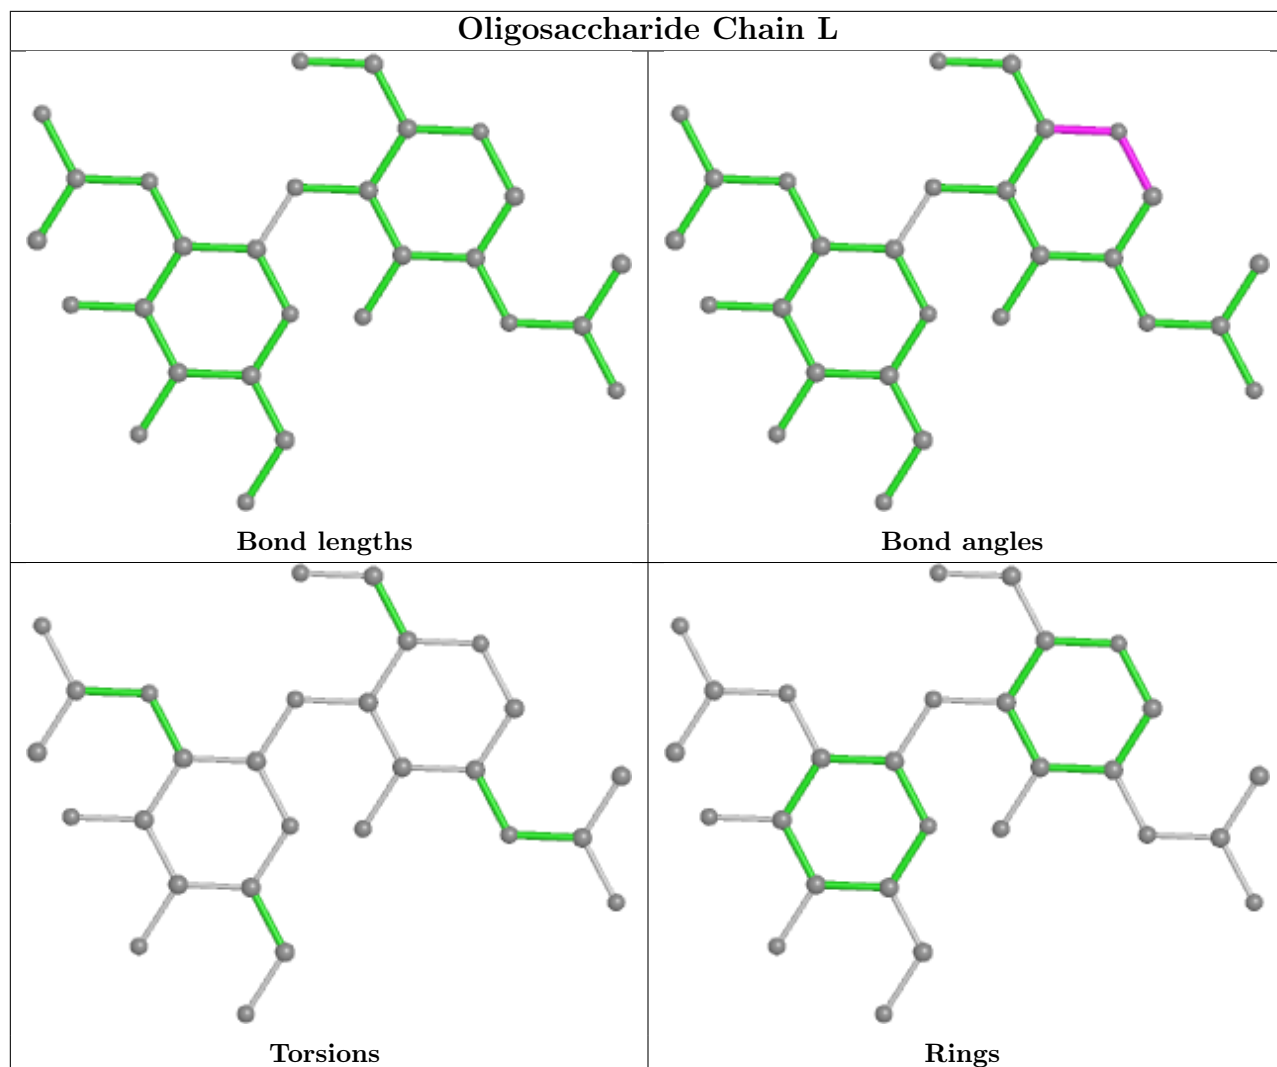 Oligosaccharide Chain L
Bond lengths
Bond angles
Torsions
Rings